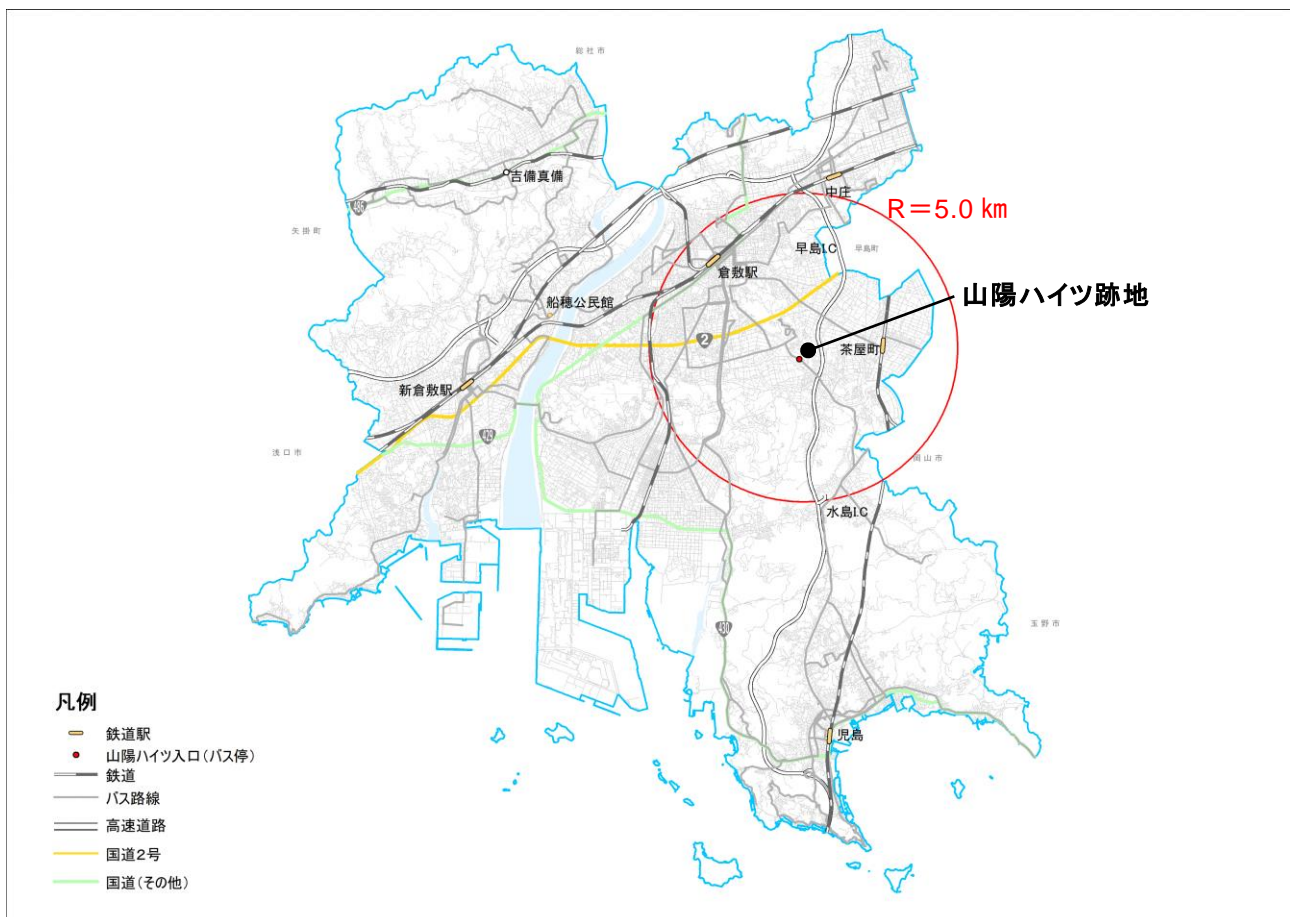 総社市
吉備真備
486
矢掛町
中庄
R=5.0 ㎞
早島I.C
早島町
倉敷駅
山陽ハイツ跡地
船穂公民館
2
茶屋町
新倉敷駅
429
浅口市
岡山市
水島I.C
430
玉野市
児島
凡例
鉄道駅
山陽ハイツ入口(バス停)
鉄道
バス路線
高速道路
国道2号
国道(その他)